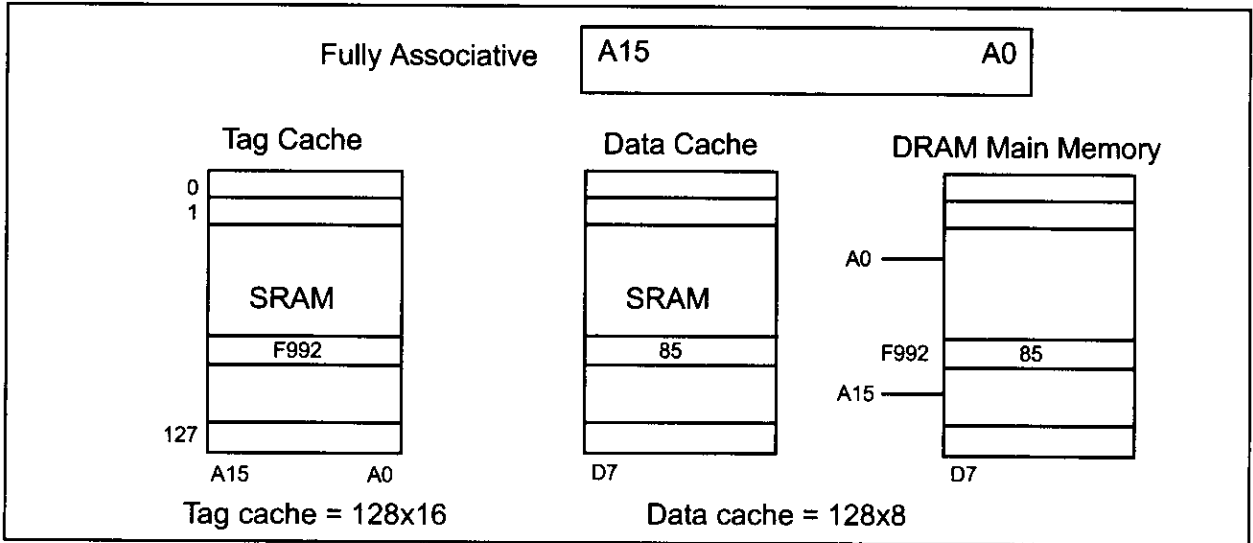 Fully Associative
A15 A0
Tag Cache
Data Cache
DRAM Main Memory
0
1
SRAM
F992
127
A15 A0
Tag cache = 128x16
SRAM
85
D7
Data cache = 128x8
A0
F992 85
A15
D7